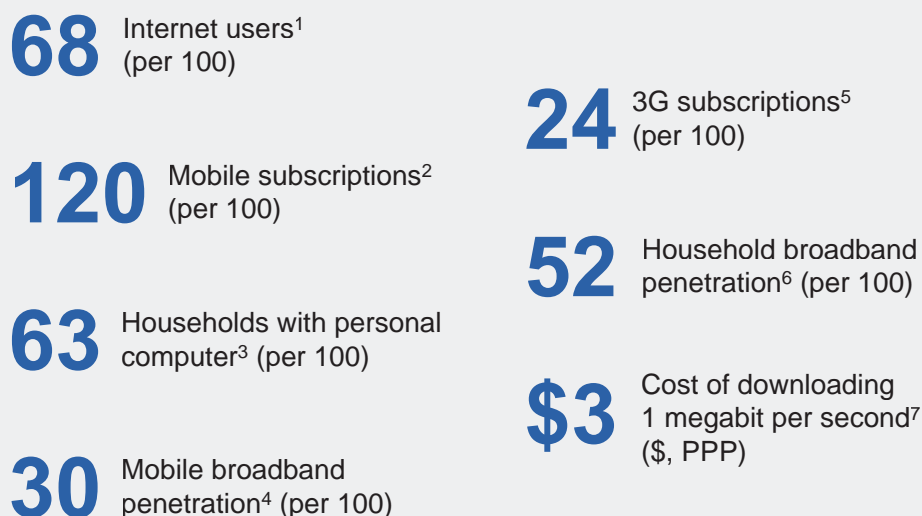 68 Internet users¹
(per 100)
120 Mobile subscriptions²
(per 100)
63 Households with personal
computer³ (per 100)
30 Mobile broadband
penetration⁴ (per 100)
24 3G subscriptions⁵
(per 100)
52 Household broadband
penetration⁶ (per 100)
$3 Cost of downloading
1 megabit per second⁷
($, PPP)